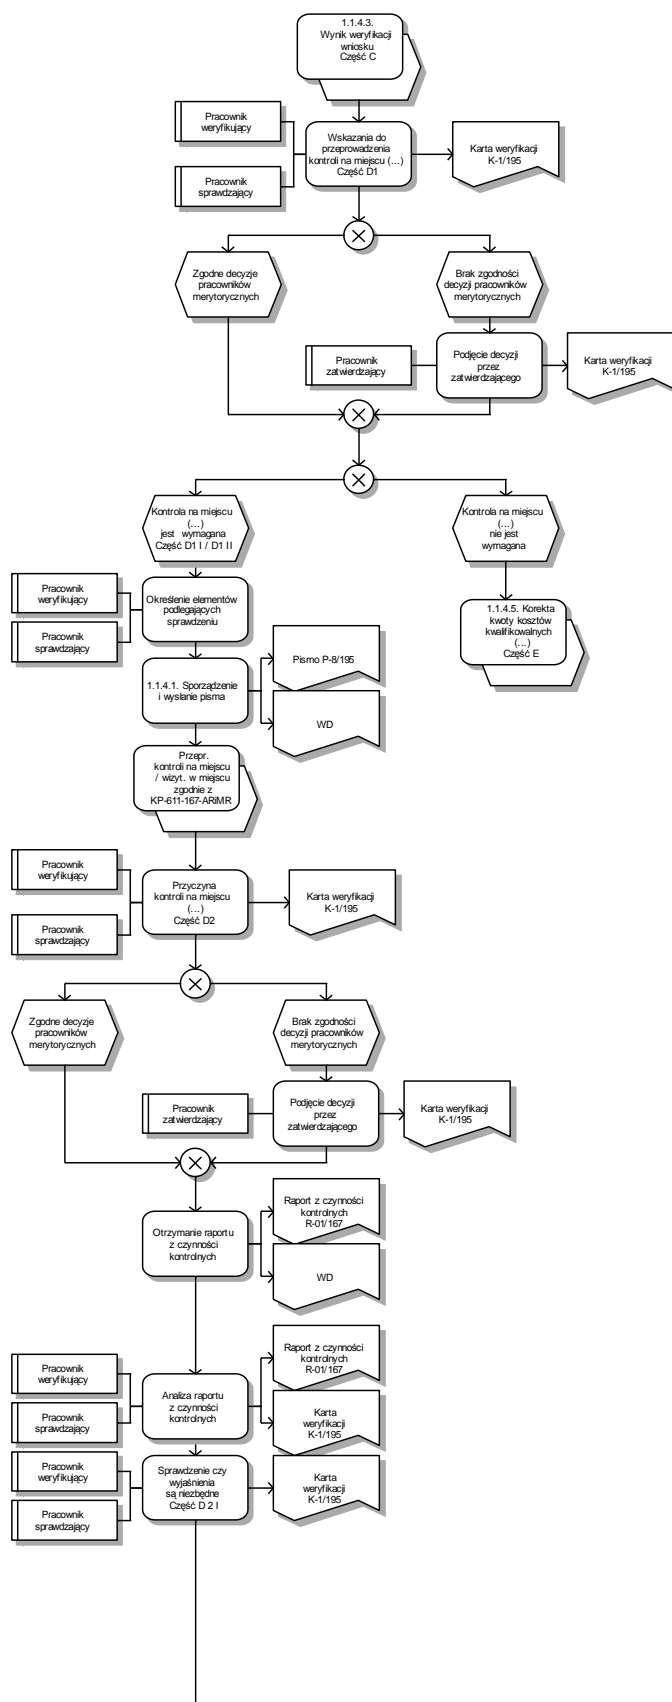 1.1.4.3.
Wynik weryfikacji
wniosku
Część C
Pracownik
weryfikujący
Wskazania do
przeprowadzenia
kontroli na miejscu (...)
Część D1
Karta weryfikacji
K-1/195
Pracownik
sprawdzający
Zgodne decyzje
pracowników
merytorycznych
Brak zgodności
decyzji pracowników
merytorycznych
Pracownik
zatwierdzający
Podjęcie decyzji
przez
zatwierdzającego
Karta weryfikacji
K-1/195
Kontrola na miejscu
(...)
jest wymagana
Część D1 I / D1 II
Kontrola na miejscu
(...)
nie jest
wymagana
Pracownik
weryfikujący
Pracownik
sprawdzający
Określenie elementów
podlegających
sprawdzeniu
1.1.4.5. Korekta
kwoty kosztów
kwalifikowalnych
(...)
Część E
1.1.4.1. Sporządzenie
i wysłanie pisma
Pismo P-8/195
WD
Przepr.
kontroli na miejscu
/ wizyt. w miejscu
zgodnie z
KP-611-167-ARiMR
Pracownik
weryfikujący
Pracownik
sprawdzający
Przyczyna
kontroli na miejscu
(...)
Część D2
Karta weryfikacji
K-1/195
Zgodne decyzje
pracowników
merytorycznych
Brak zgodności
decyzji pracowników
merytorycznych
Pracownik
zatwierdzający
Podjęcie decyzji
przez
zatwierdzającego
Karta weryfikacji
K-1/195
Otrzymanie raportu
z czynności
kontrolnych
Raport z czynności
kontrolnych
R-01/167
WD
Pracownik
weryfikujący
Pracownik
sprawdzający
Analiza raportu
z czynności
kontrolnych
Raport z czynności
kontrolnych
R-01/167
Karta
weryfikacji
K-1/195
Pracownik
weryfikujący
Pracownik
sprawdzający
Sprawdzenie czy
wyjaśnienia
są niezbędne
Część D 2 I
Karta
weryfikacji
K-1/195